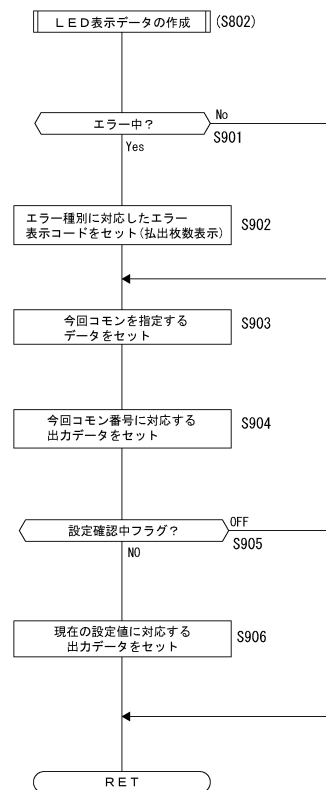 LED表示データの作成 (S802)
エラー中? No
S901
Yes
エラー種別に対応したエラー
表示コードをセット(払出枚数表示) S902
今回コモンを指定する
データをセット S903
今回コモン番号に対応する
出力データをセット S904
設定確認中フラグ? OFF
S905
NO
現在の設定値に対応する
出力データをセット S906
RET